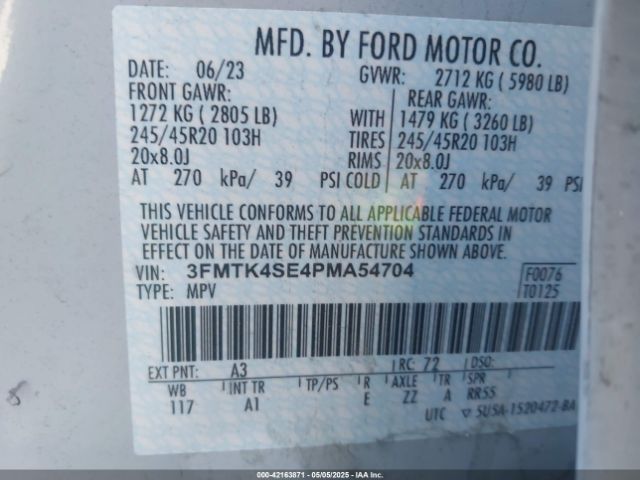 MFD. BY FORD MOTOR CO.
DATE: 06/23 GVWR: 2712 KG ( 5980 LB)
FRONT GAWR: REAR GAWR:
1272 KG ( 2805 LB) WITH 1479 KG ( 3260 LB)
245/45R20 103H TIRES 245/45R20 103H
20x8.0J RIMS 20x8.0J
AT 270 kPa/ 39 PSI COLD AT 270 kPa/ 39 PSI
THIS VEHICLE CONFORMS TO ALL APPLICABLE FEDERAL MOTOR
VEHICLE SAFETY AND THEFT PREVENTION STANDARDS IN
EFFECT ON THE DATE OF MANUFACTURE SHOWN ABOVE.
VIN: 3FMTK4SE4PMA54704 F0076
TYPE: MPV T0125
EXT PNT: A3 RC: 72 DSO:
WB INT TR TP/PS R AXLE TR SPR
117 A1 E ZZ A RR55
UTC 5USA-1520472-BA
000-42163871 - 05/05/2025 - IAA Inc.